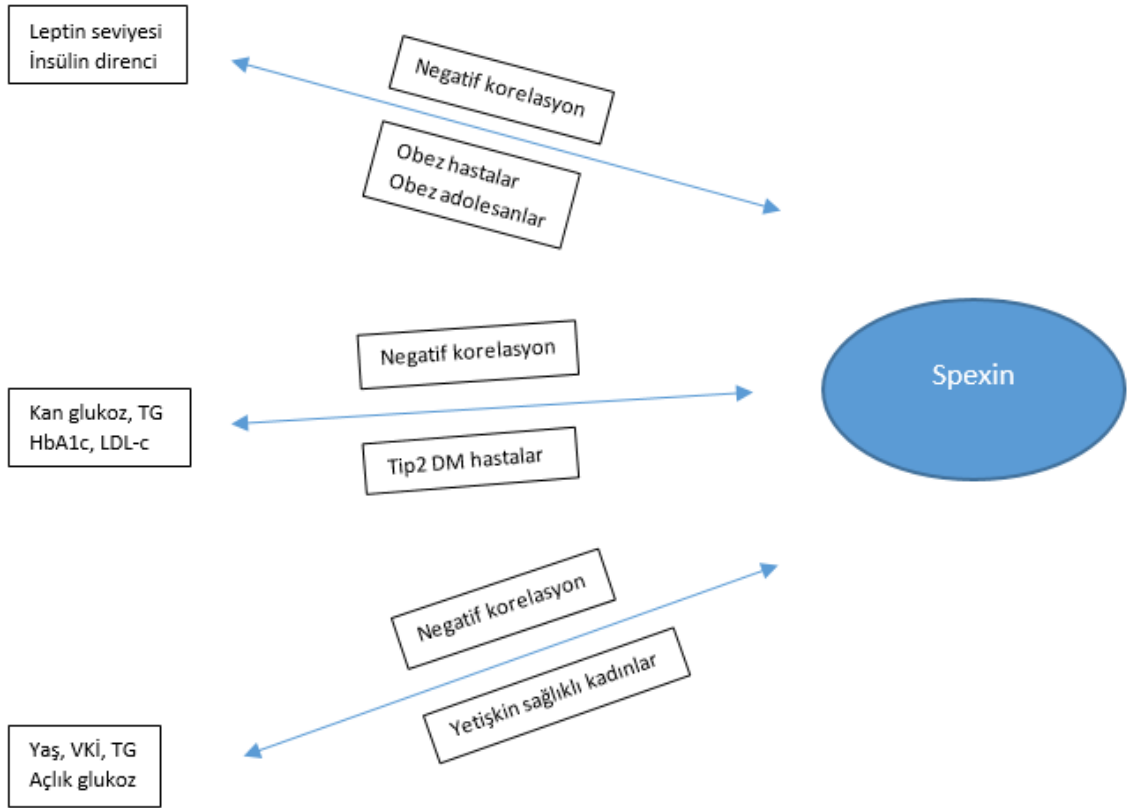 Leptin seviyesi
İnsülin direnci
Negatif korelasyon
Obez hastalar
Obez adolesanlar
Kan glukoz, TG
HbA1c, LDL-c
Negatif korelasyon
Tip2 DM hastalar
Spexin
Yaş, VKİ, TG
Açlık glukoz
Negatif korelasyon
Yetişkin sağlıklı kadınlar